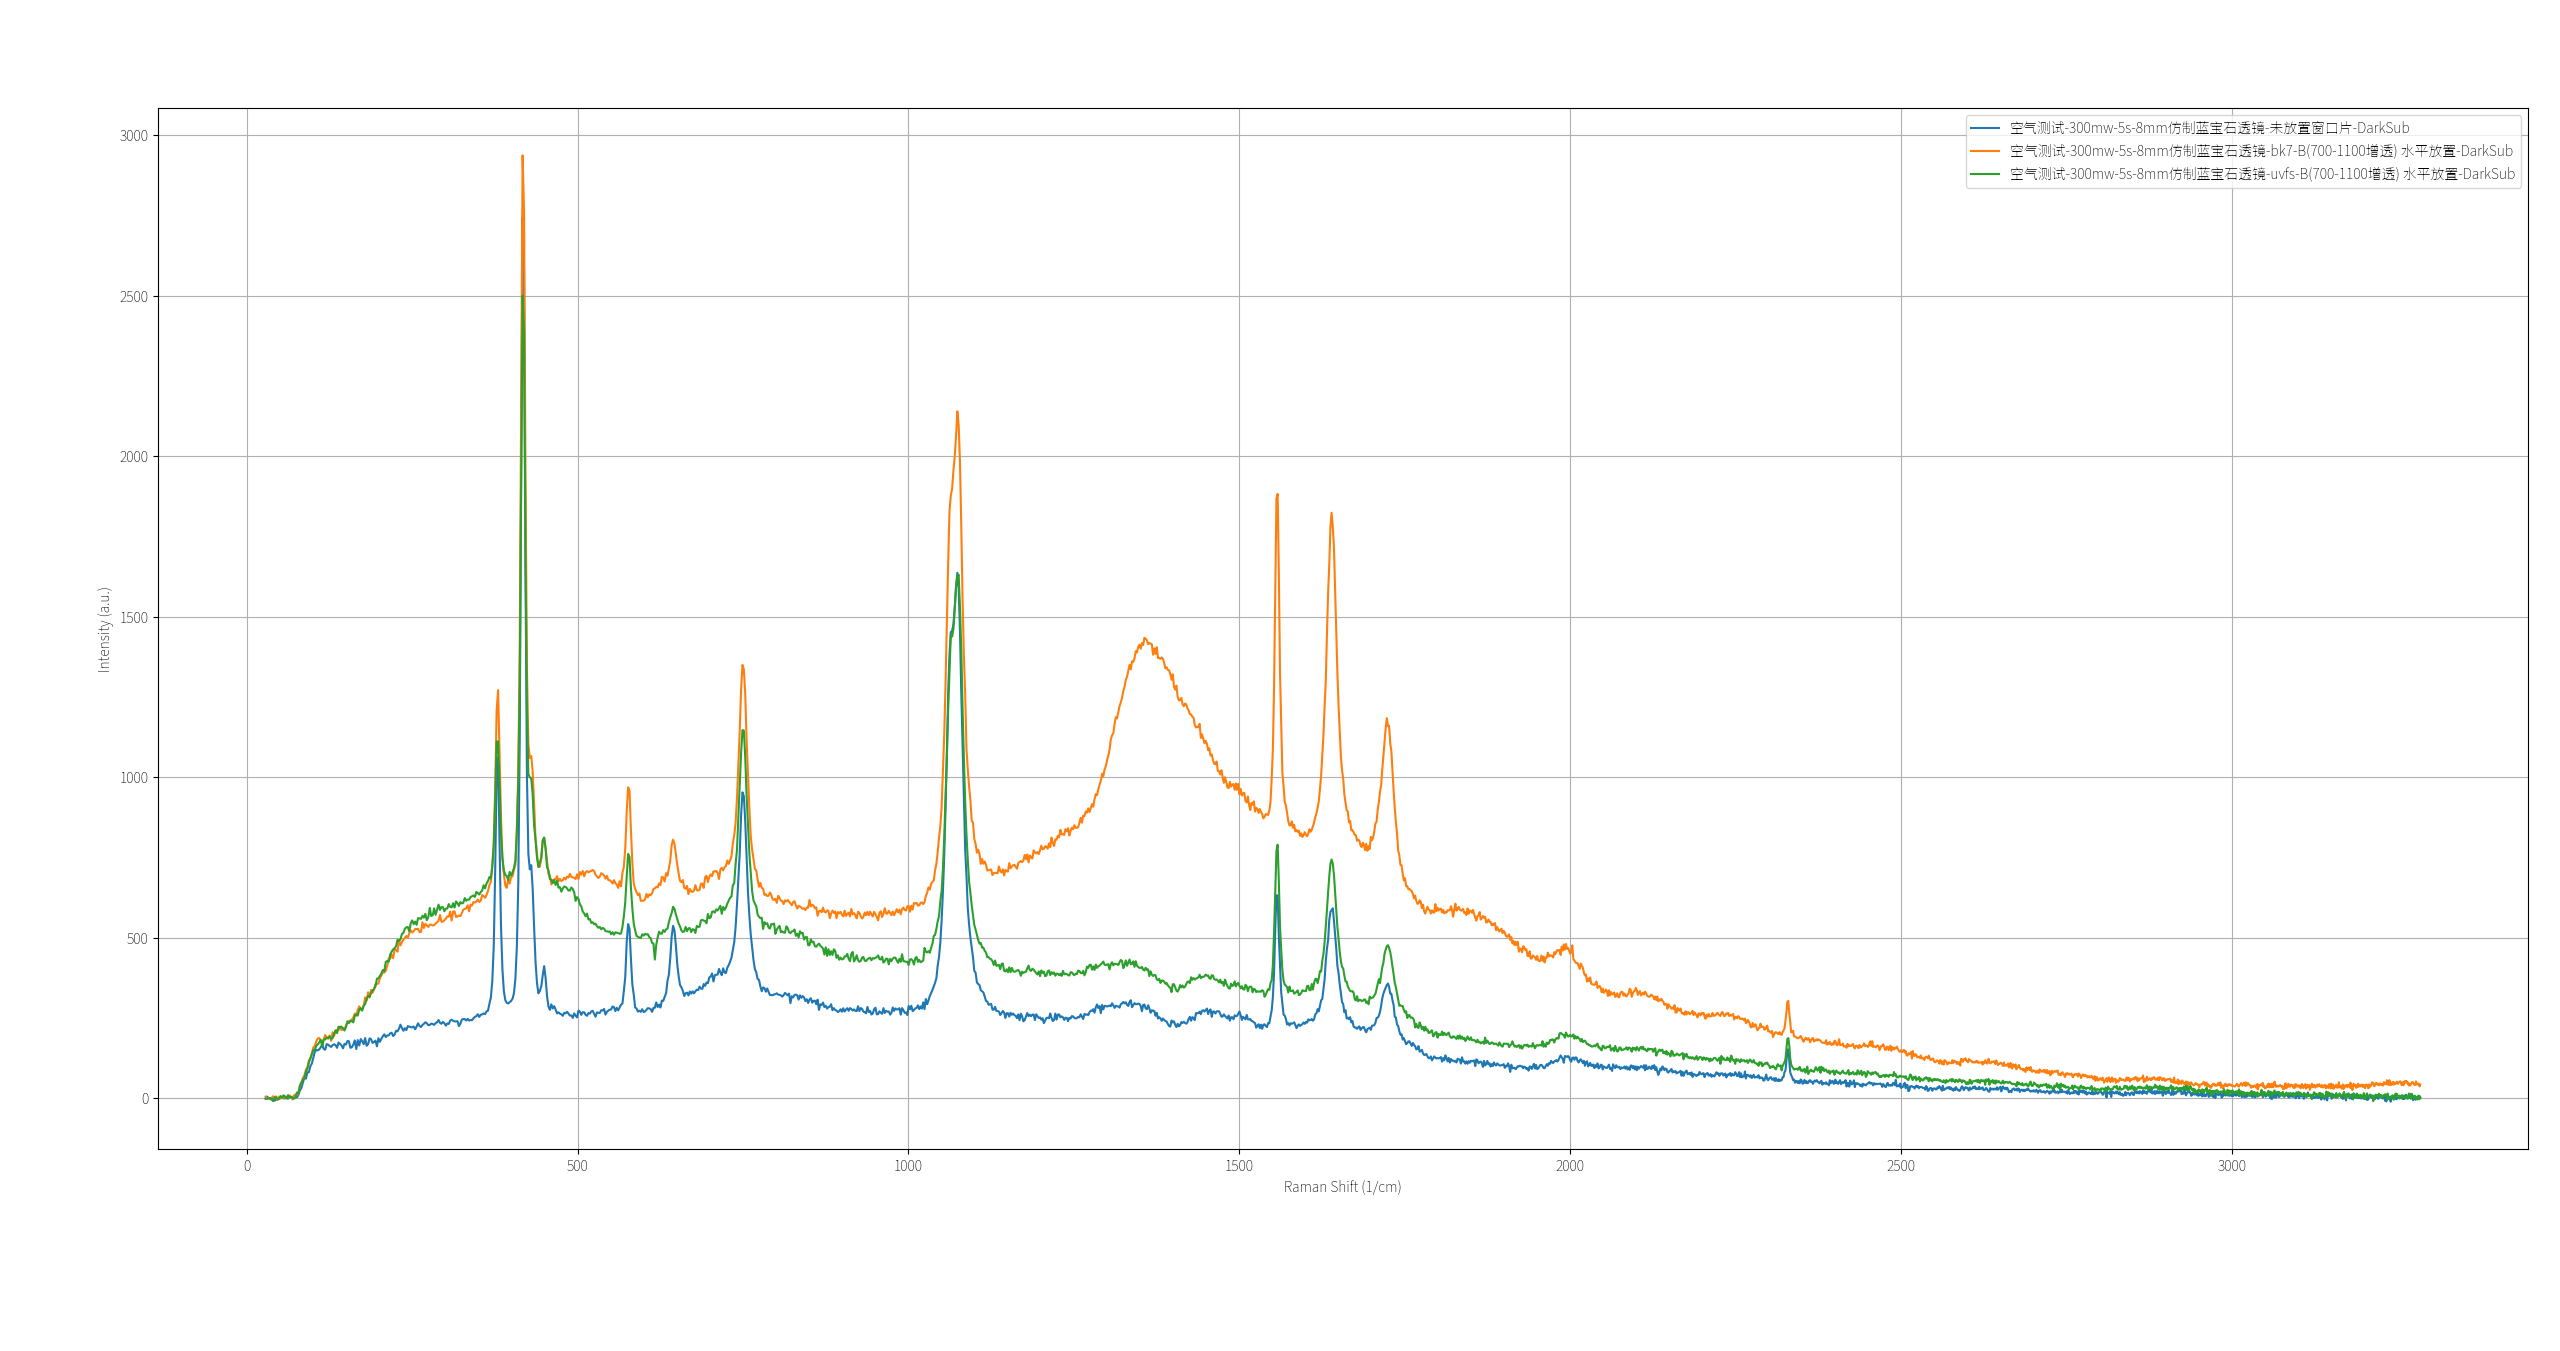 空气测试-300mw-5s-8mm仿制蓝宝石透镜-未放置窗口片-DarkSub
空气测试-300mw-5s-8mm仿制蓝宝石透镜-bk7-B(700-1100增透) 水平放置-DarkSub
空气测试-300mw-5s-8mm仿制蓝宝石透镜-uvfs-B(700-1100增透) 水平放置-DarkSub
3000
2500
2000
1500
1000
500
0
Intensity (a.u.)
0 500 1000 1500 2000 2500 3000
Raman Shift (1/cm)